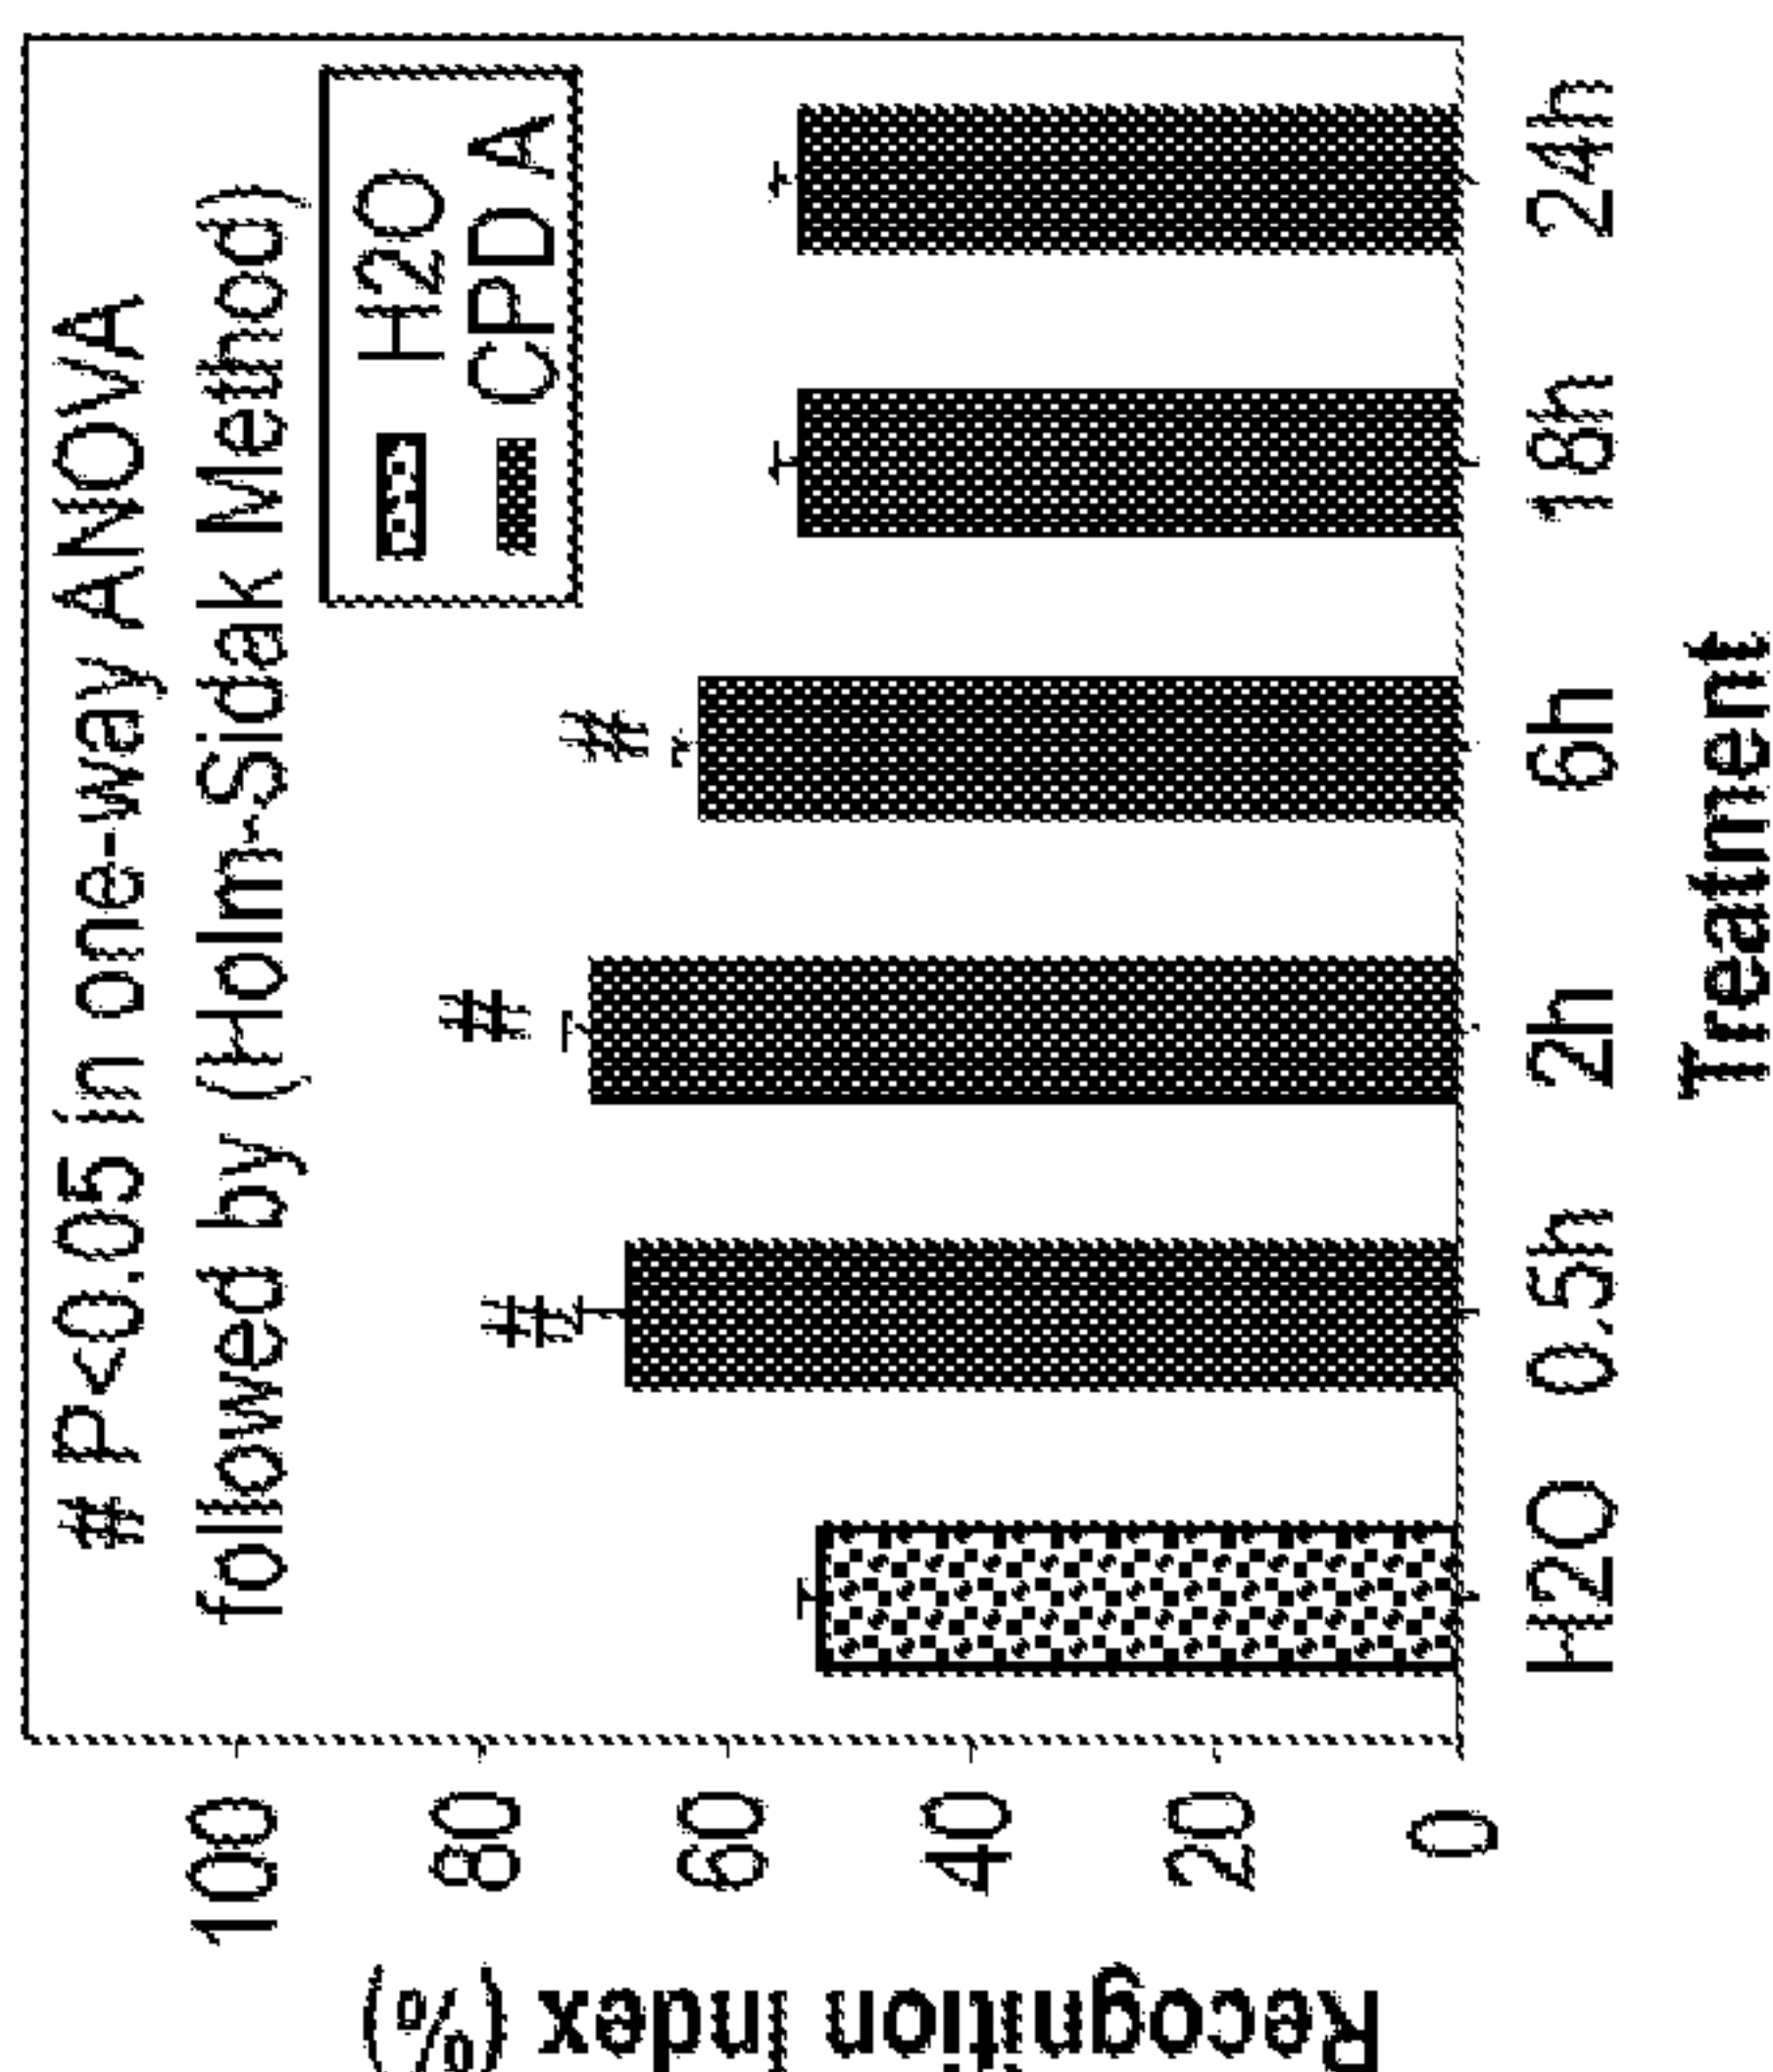 # P<0.05 in one-way ANOVA
followed by (Holm-Sidak Method)
H2O
CPD A
#
#
#
100
80
60
40
20
0
Recognition Index (%)
H2O 0.5h 2h 6h 18h 24h
Treatment